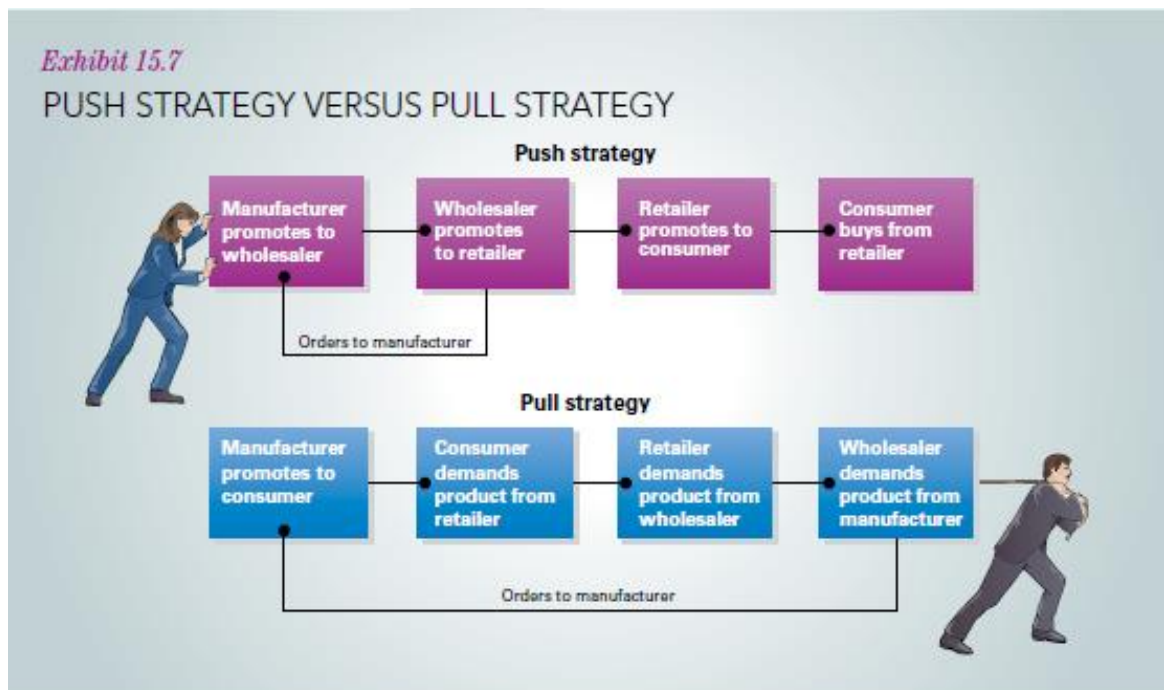 Exhibit 15.7
PUSH STRATEGY VERSUS PULL STRATEGY
Push strategy
Manufacturer
promotes to
wholesaler
Wholesaler
promotes
to retailer
Retailer
promotes to
consumer
Consumer
buys from
retailer
Orders to manufacturer
Pull strategy
Manufacturer
promotes to
consumer
Consumer
demands
product from
retailer
Retailer
demands
product from
wholesaler
Wholesaler
demands
product from
manufacturer
Orders to manufacturer